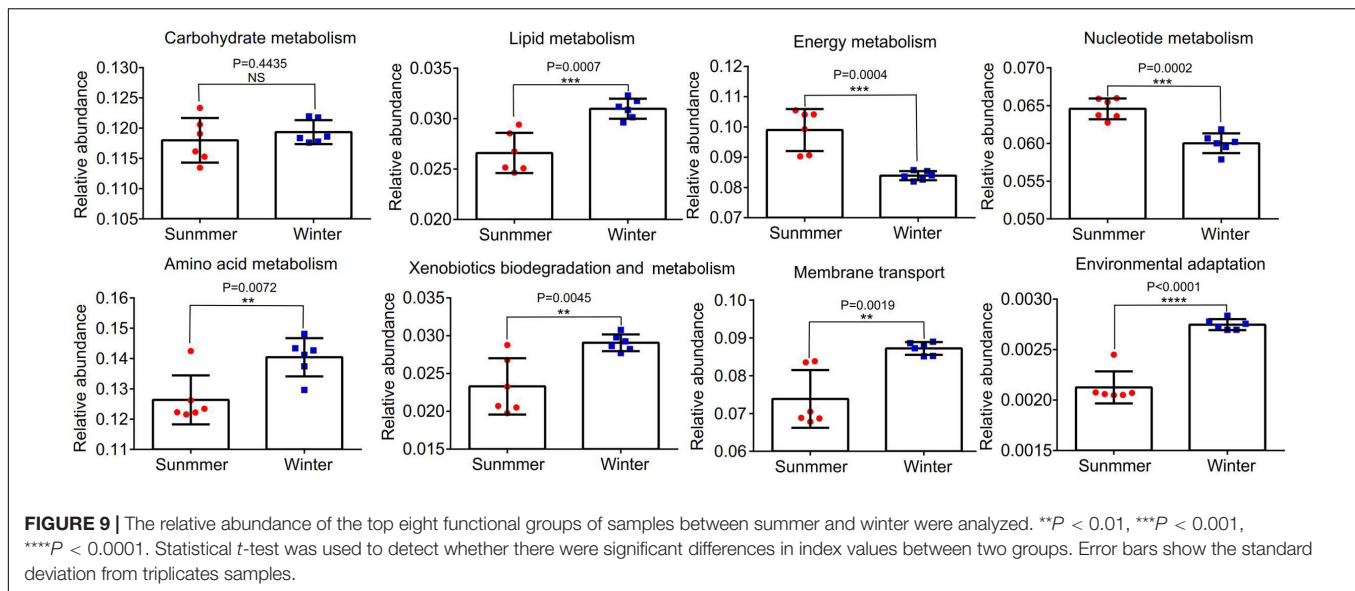 Carbohydrate metabolism
P=0.4435
NS
Relative abundance
0.130
0.125
0.120
0.115
0.110
0.105
Sunmmer Winter
Lipid metabolism
P=0.0007
***
Relative abundance
0.035
0.030
0.025
0.020
Sunmmer Winter
Energy metabolism
P=0.0004
***
Relative abundance
0.12
0.11
0.10
0.09
0.08
0.07
Sunmmer Winter
Nucleotide metabolism
P=0.0002
***
Relative abundance
0.070
0.065
0.060
0.055
0.050
Sunmmer Winter
Amino acid metabolism
P=0.0072
**
Relative abundance
0.16
0.15
0.14
0.13
0.12
0.11
Sunmmer Winter
Xenobiotics biodegradation and metabolism
P=0.0045
**
Relative abundance
0.035
0.030
0.025
0.020
0.015
Sunmmer Winter
Membrane transport
P=0.0019
**
Relative abundance
0.10
0.09
0.08
0.07
0.06
Sunmmer Winter
Environmental adaptation
P<0.0001
****
Relative abundance
0.0030
0.0025
0.0020
0.0015
Sunmmer Winter
FIGURE 9 | The relative abundance of the top eight functional groups of samples between summer and winter were analyzed. **P < 0.01, ***P < 0.001,
****P < 0.0001. Statistical t-test was used to detect whether there were significant differences in index values between two groups. Error bars show the standard
deviation from triplicates samples.